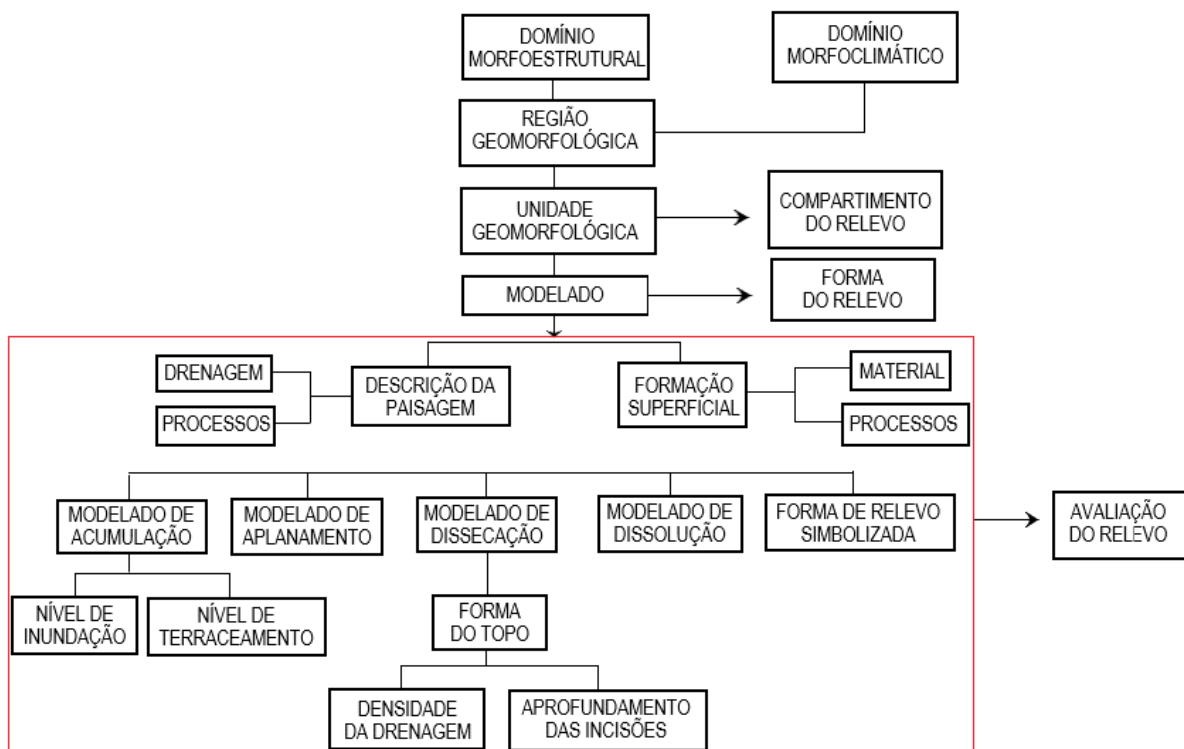 DOMÍNIO
MORFOESTRUTURAL
DOMÍNIO
MORFOCLIMÁTICO
REGIÃO
GEOMORFOLÓGICA
UNIDADE
GEOMORFOLÓGICA
COMPARTIMENTO
DO RELEVO
MODELADO
FORMA
DO RELEVO
DRENAGEM
PROCESSOS
DESCRIÇÃO DA
PAISAGEM
FORMAÇÃO
SUPERFICIAL
MATERIAL
PROCESSOS
MODELADO DE
ACUMULAÇÃO
MODELADO DE
APLANAMENTO
MODELADO DE
DISSECAÇÃO
MODELADO DE
DISSOLUÇÃO
FORMA DE RELEVO
SIMBOLIZADA
AVALIAÇÃO
DO RELEVO
NÍVEL DE
INUNDAÇÃO
NÍVEL DE
TERRACEAMENTO
FORMA
DO TOPO
DENSIDADE
DA DRENAGEM
APROFUNDAMENTO
DAS INCISÕES